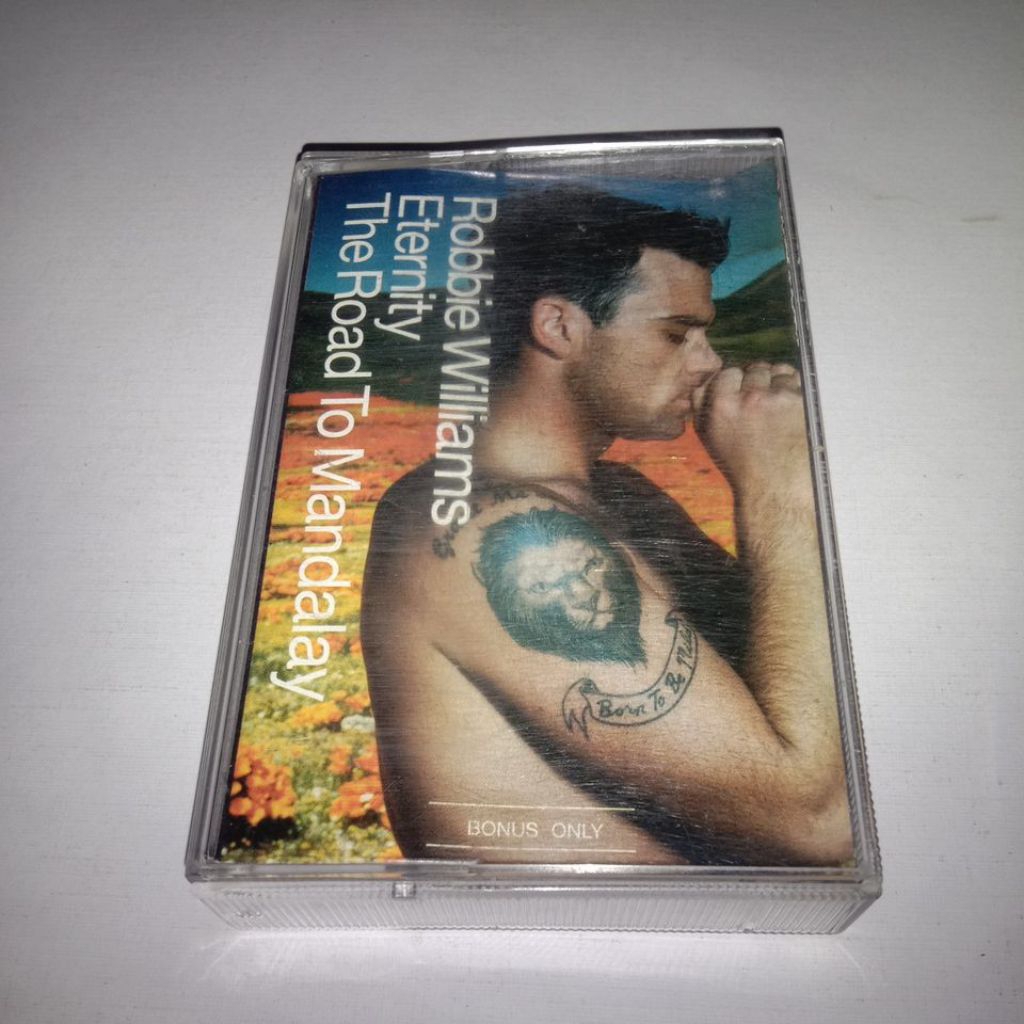 Robbie Williams
Eternity
The Road To Mandalay
Born To Be
BONUS ONLY